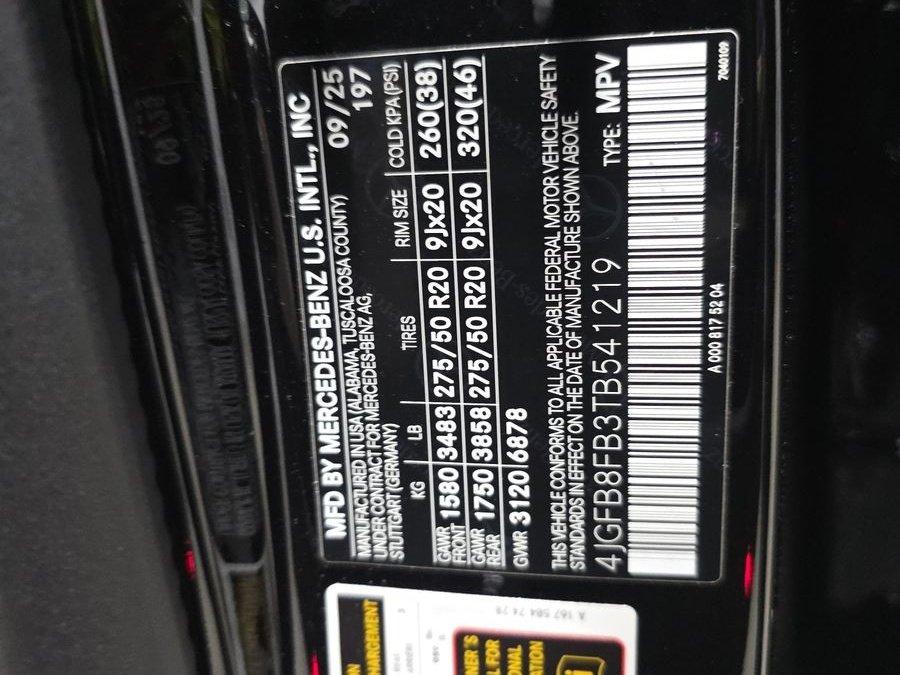 MFD BY MERCEDES-BENZ U.S. INTL., INC
MANUFACTURED IN USA (ALABAMA, TUSCALOOSA COUNTY) 09/25
UNDER CONTRACT FOR MERCEDES-BENZ AG, 197
STUTTGART (GERMANY)
KG LB TIRES RIM SIZE COLD KPA (PSI)
GAWR FRONT 1580 3483 275/50 R20 9Jx20 260(38)
GAWR REAR 1750 3858 275/50 R20 9Jx20 320(46)
GVWR 3120 6878
THIS VEHICLE CONFORMS TO ALL APPLICABLE FEDERAL MOTOR VEHICLE SAFETY
STANDARDS IN EFFECT ON THE DATE OF MANUFACTURE SHOWN ABOVE.
4JGFB8FB3TB541219 TYPE: MPV
A 000 817 52 04
7040109
A 167 584 74 29